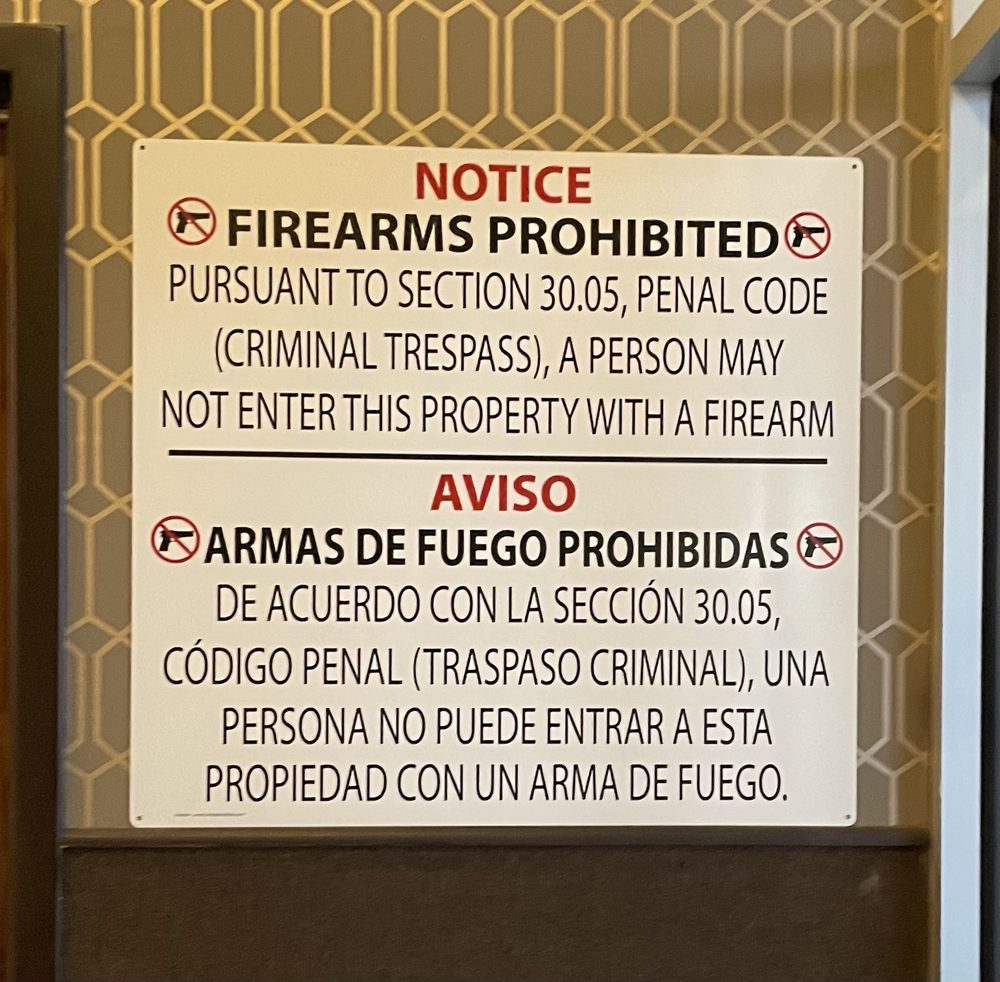 NOTICE
FIREARMS PROHIBITED
PURSUANT TO SECTION 30.05, PENAL CODE
(CRIMINAL TRESPASS), A PERSON MAY
NOT ENTER THIS PROPERTY WITH A FIREARM
AVISO
ARMAS DE FUEGO PROHIBIDAS
DE ACUERDO CON LA SECCIÓN 30.05,
CÓDIGO PENAL (TRASPASO CRIMINAL), UNA
PERSONA NO PUEDE ENTRAR A ESTA
PROPIEDAD CON UN ARMA DE FUEGO.